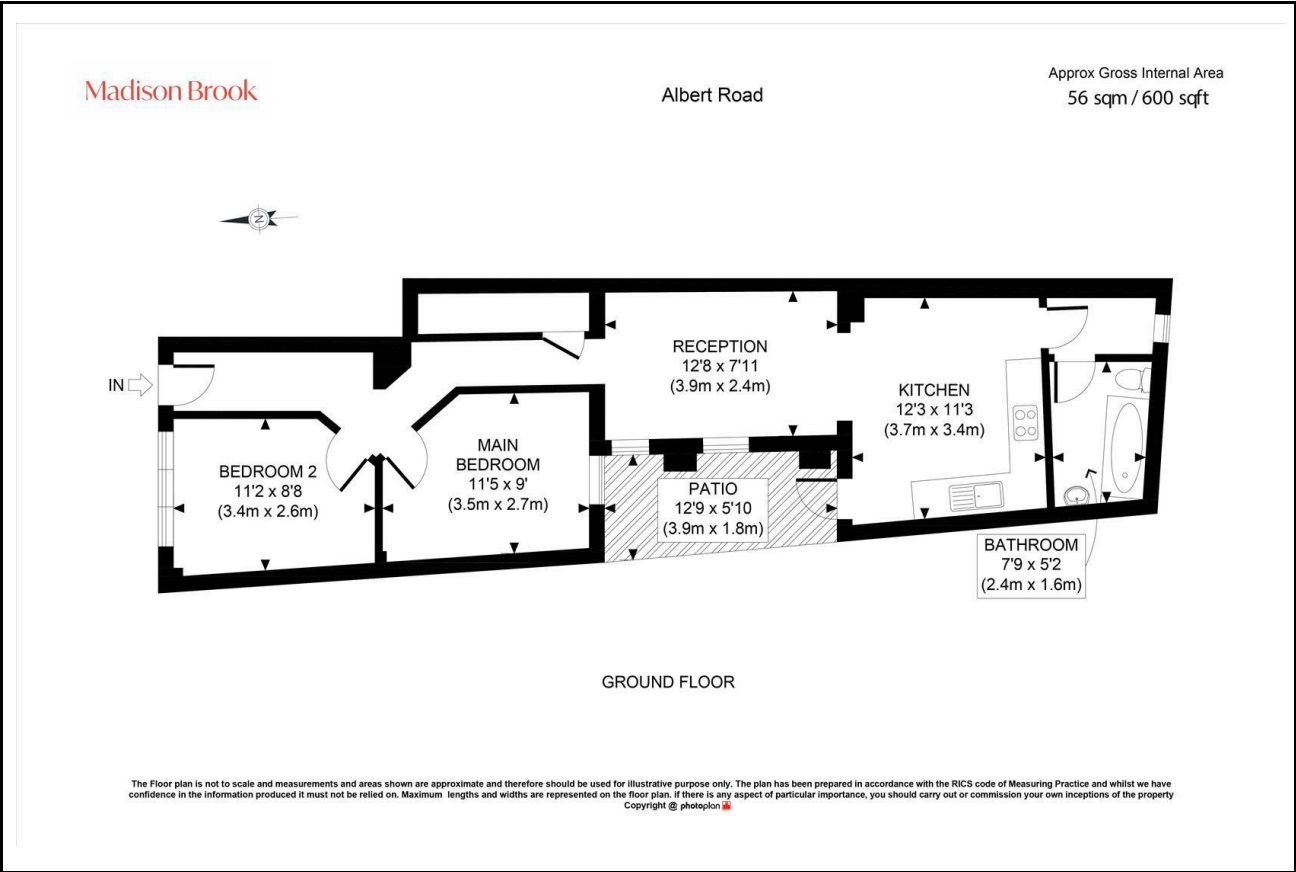 Madison Brook
Albert Road
Approx Gross Internal Area
56 sqm / 600 sqft
N
IN
RECEPTION
12'8 x 7'11
(3.9m x 2.4m)
KITCHEN
12'3 x 11'3
(3.7m x 3.4m)
MAIN
BEDROOM
11'5 x 9'
(3.5m x 2.7m)
BEDROOM 2
11'2 x 8'8
(3.4m x 2.6m)
PATIO
12'9 x 5'10
(3.9m x 1.8m)
BATHROOM
7'9 x 5'2
(2.4m x 1.6m)
GROUND FLOOR
The Floor plan is not to scale and measurements and areas shown are approximate and therefore should be used for illustrative purpose only. The plan has been prepared in accordance with the RICS code of Measuring Practice and whilst we have
confidence in the information produced it must not be relied on. Maximum lengths and widths are represented on the floor plan. if there is any aspect of particular importance, you should carry out or commission your own inceptions of the property
Copyright @ photoplan